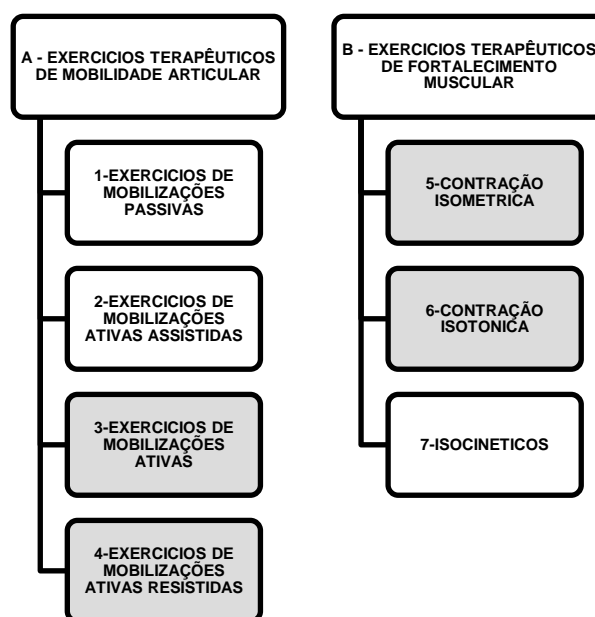 A - EXERCICIOS TERAPÊUTICOS
DE MOBILIDADE ARTICULAR
1-EXERCICIOS DE
MOBILIZAÇÕES
PASSIVAS
2-EXERCICIOS DE
MOBILIZAÇÕES
ATIVAS ASSISTIDAS
3-EXERCICIOS DE
MOBILIZAÇÕES
ATIVAS
4-EXERCICIOS DE
MOBILIZAÇÕES
ATIVAS RESISTIDAS
B - EXERCICIOS TERAPÊUTICOS
DE FORTALECIMENTO
MUSCULAR
5-CONTRAÇÃO
ISOMETRICA
6-CONTRAÇÃO
ISOTONICA
7-ISOCINETICOS